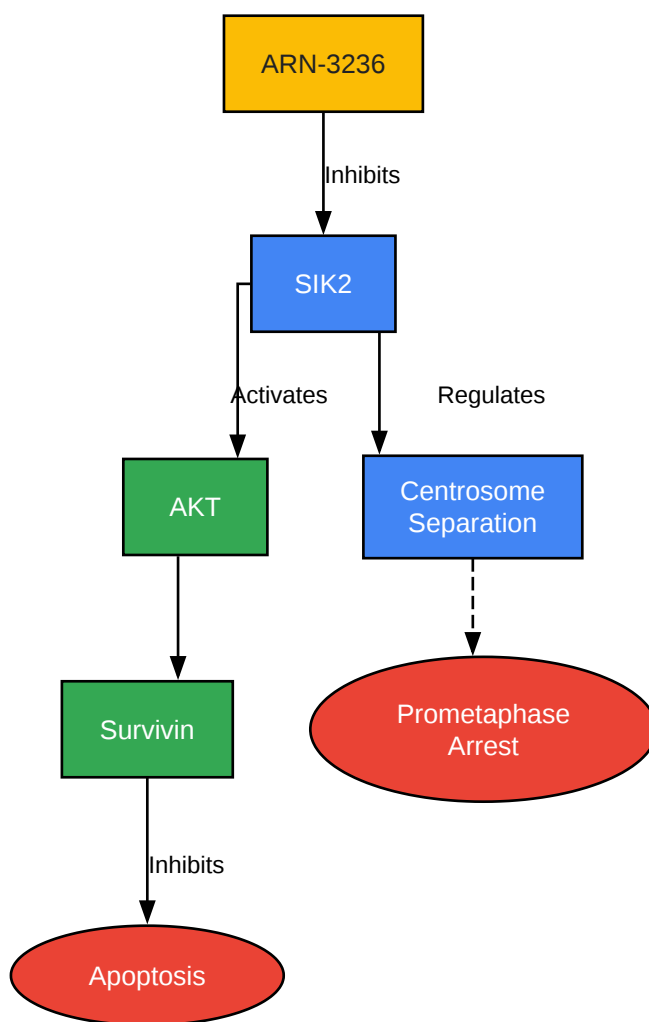 ARN-3236
Inhibits
SIK2
Activates
Regulates
AKT
Centrosome
Separation
Survivin
Prometaphase
Arrest
Inhibits
Apoptosis